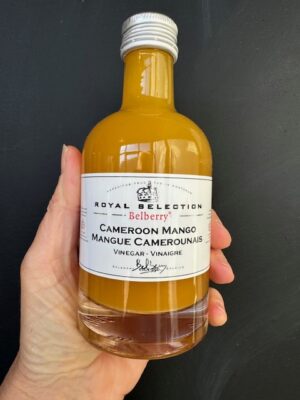 ROYAL SELECTION
Belberry®
CAMEROON MANGO
MANGUE CAMEROUNAIS
VINEGAR - VINAIGRE